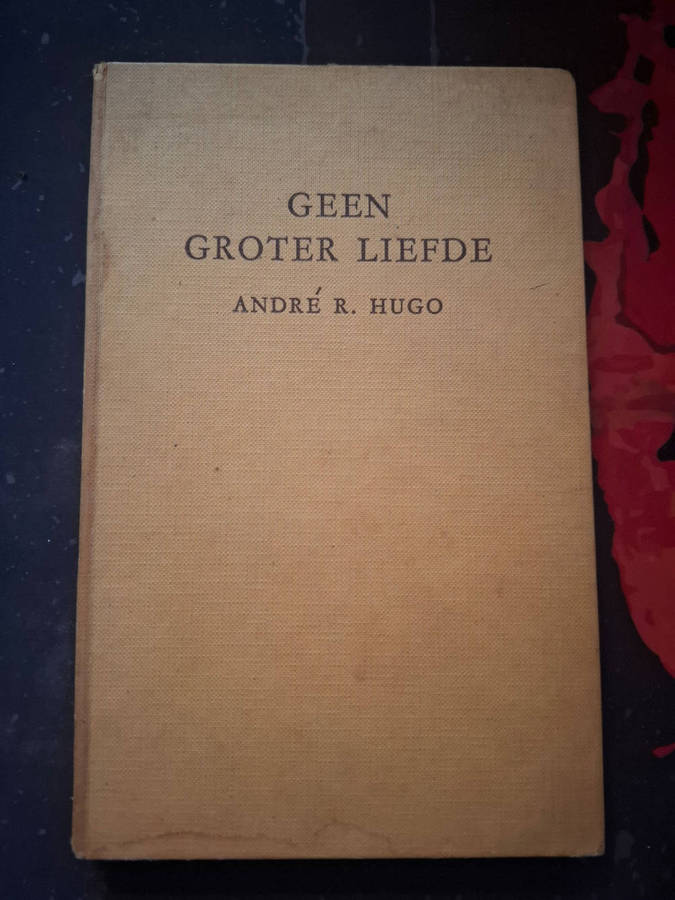 GEEN
GROTER LIEFDE
ANDRÉ R. HUGO